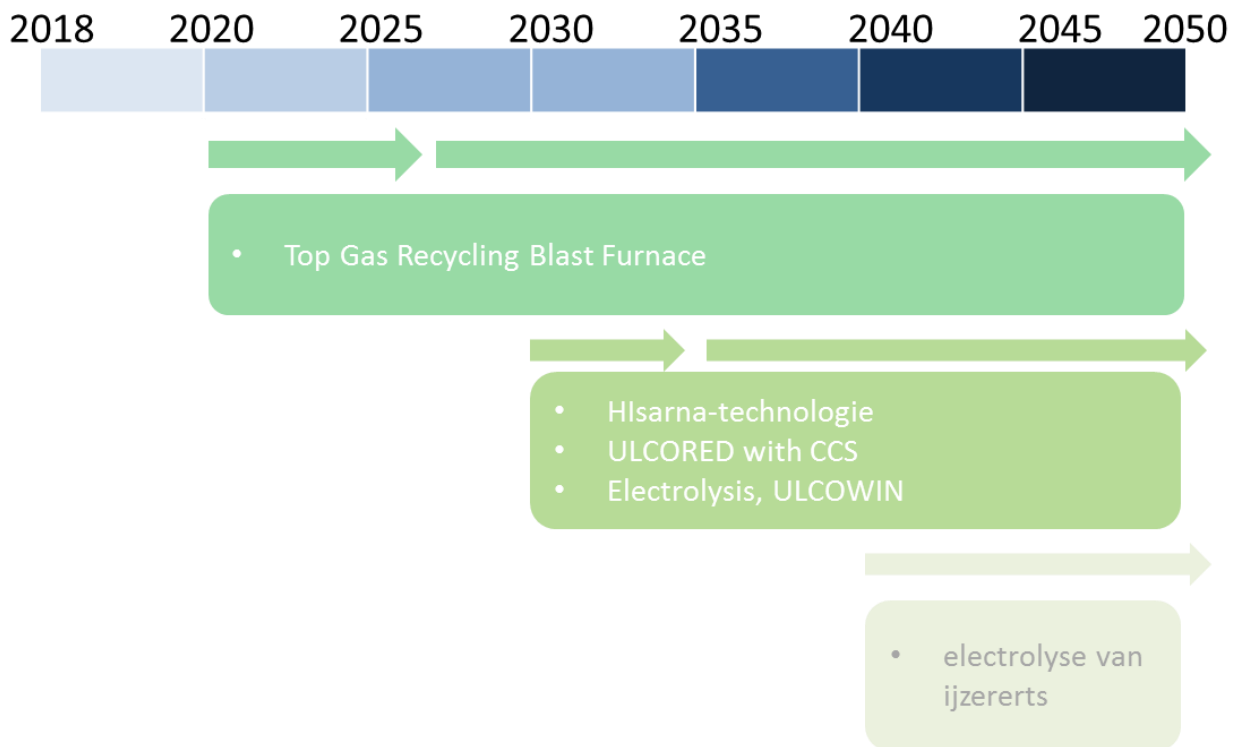 2018 2020 2025 2030 2035 2040 2045 2050
• Top Gas Recycling Blast Furnace
• HIsarna-technologie
• ULCORED with CCS
• Electrolysis, ULCOWIN
• electrolyse van
ijzererts